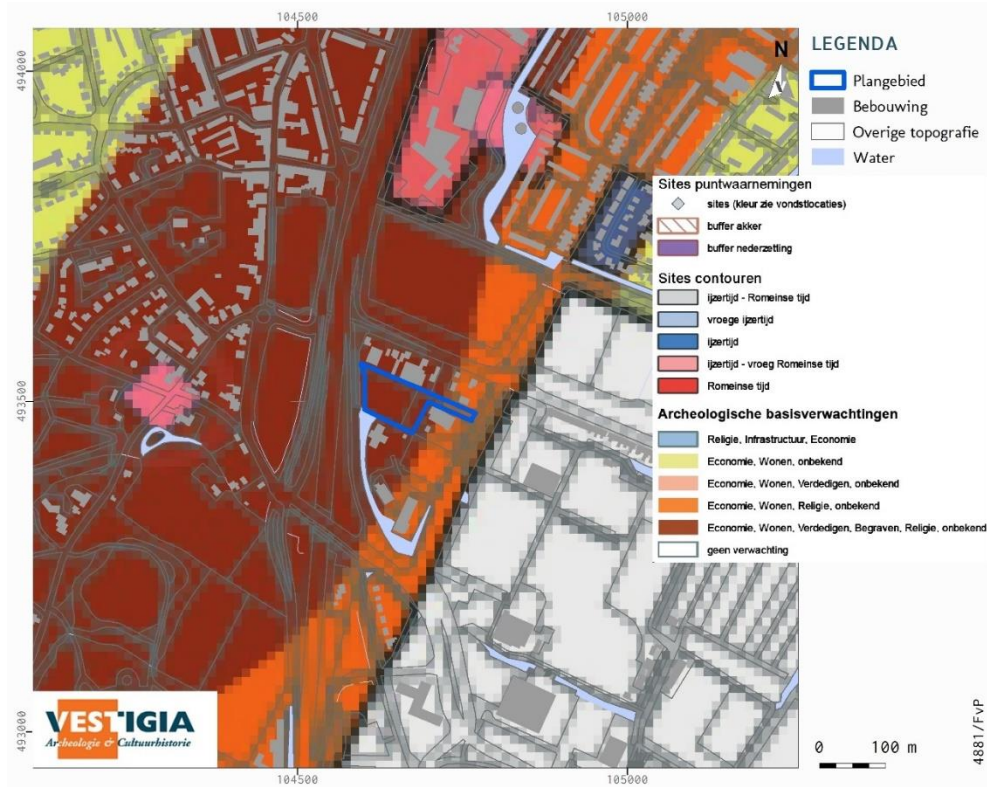 104500
105000
494000
493500
493000
N
LEGENDA
Plangebied
Bebouwing
Overige topografie
Water
Sites puntwaarnemingen
sites (kleur zie vondstlocaties)
buffer akker
buffer nederzetting
Sites contouren
ijzertijd - Romeinse tijd
vroege ijzertijd
ijzertijd
ijzertijd - vroeg Romeinse tijd
Romeinse tijd
Archeologische basisverwachtingen
Religie, Infrastructuur, Economie
Economie, Wonen, onbekend
Economie, Wonen, Verdedigen, onbekend
Economie, Wonen, Religie, onbekend
Economie, Wonen, Verdedigen, Begraven, Religie, onbekend
geen verwachting
VESTIGIA
Archeologie & Cultuurhistorie
0 100 m
4881/FvP
104500
105000